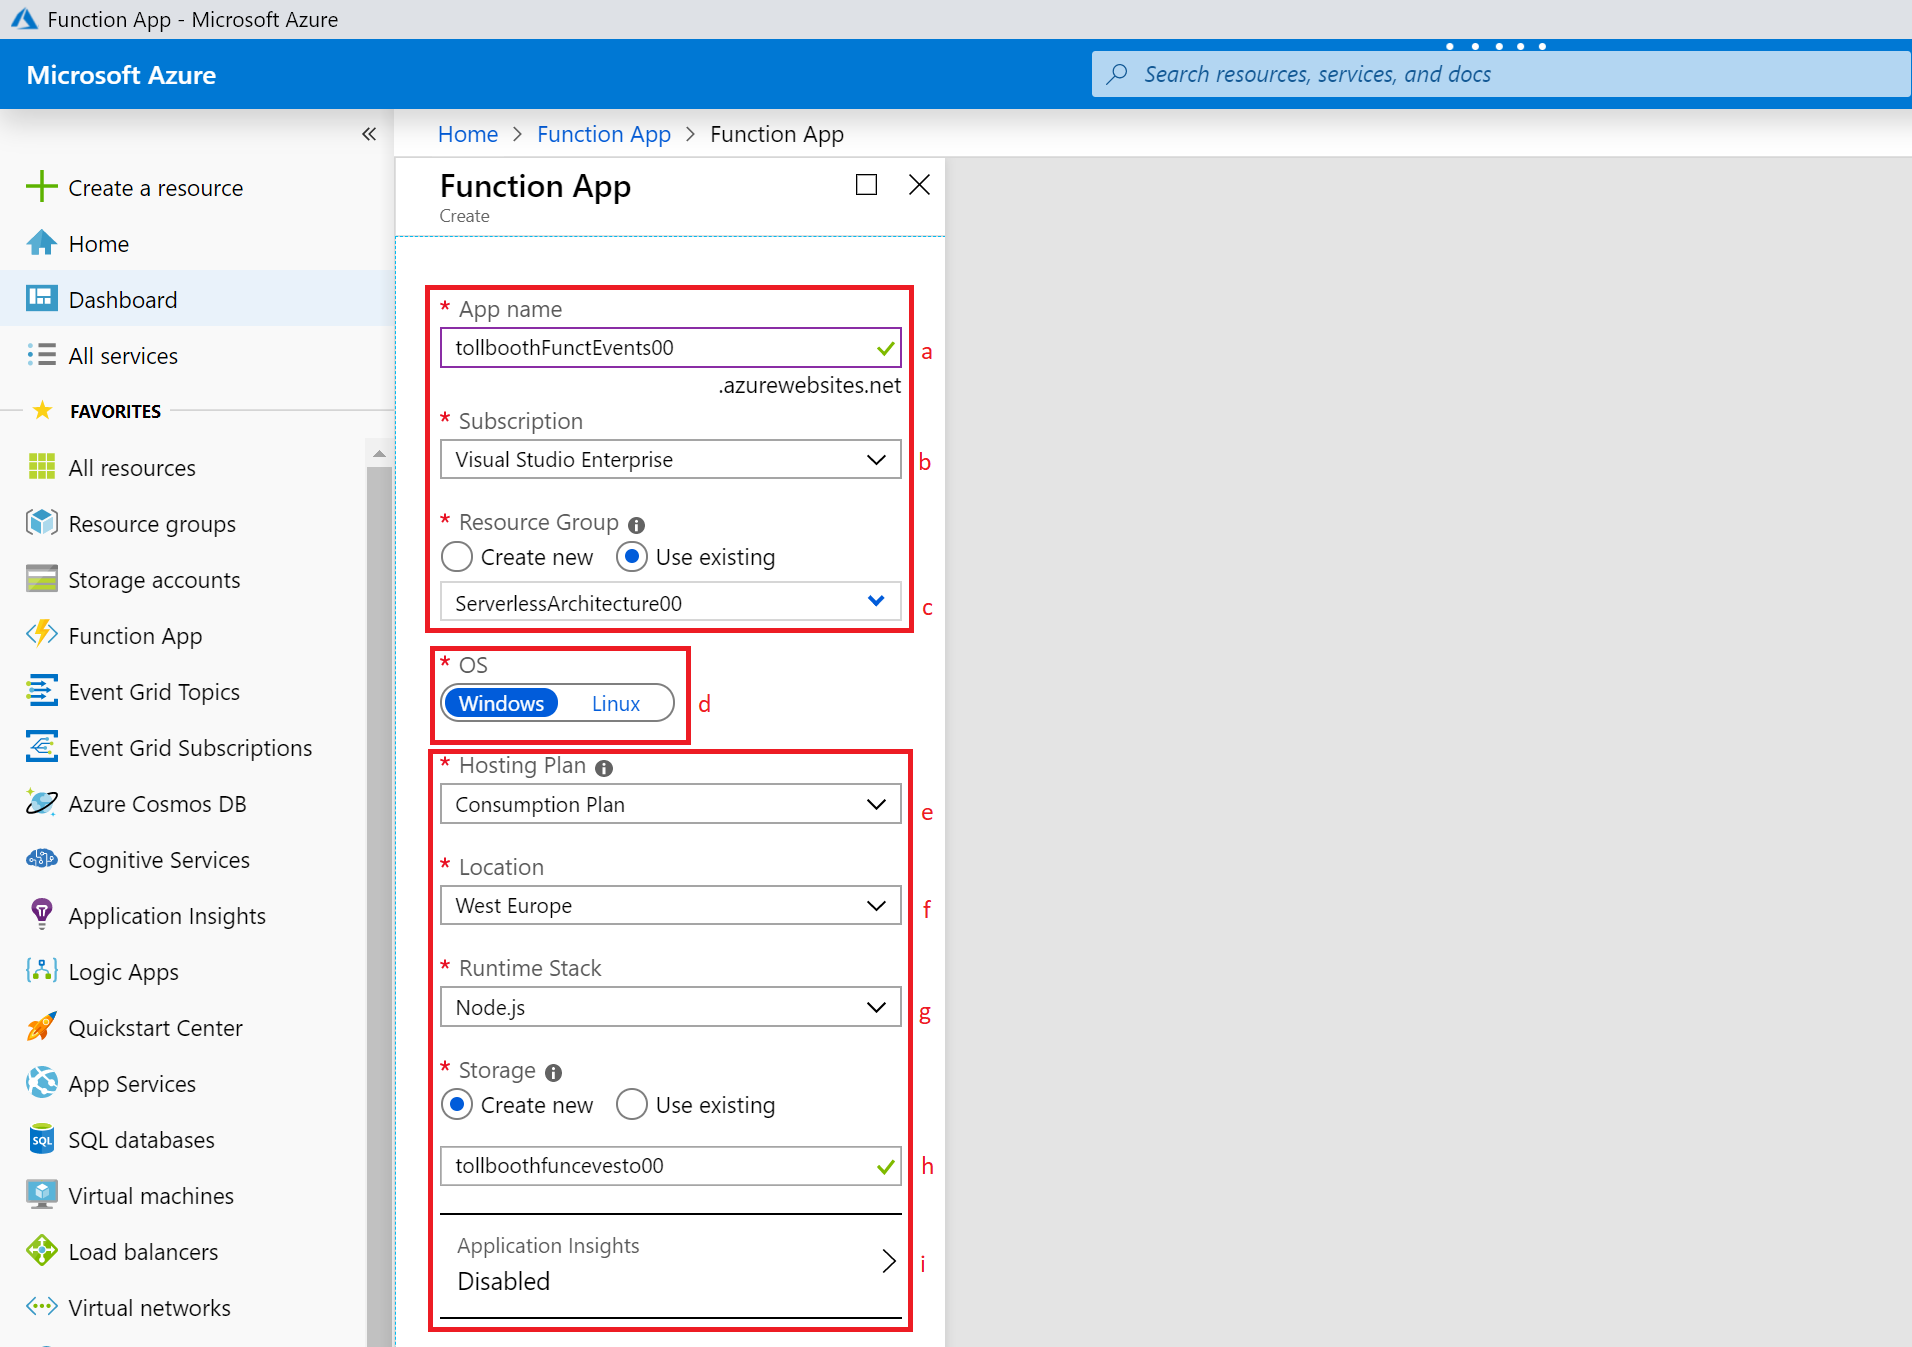 Function App - Microsoft Azure
Microsoft Azure
Search resources, services, and docs
Home > Function App > Function App
Create a resource
Home
Dashboard
All services
FAVORITES
All resources
Resource groups
Storage accounts
Function App
Event Grid Topics
Event Grid Subscriptions
Azure Cosmos DB
Cognitive Services
Application Insights
Logic Apps
Quickstart Center
App Services
SQL databases
Virtual machines
Load balancers
Virtual networks
Function App
Create
* App name
tollboothFunctEvents00 a
.azurewebsites.net
* Subscription
Visual Studio Enterprise b
* Resource Group
Create new Use existing
ServerlessArchitecture00 c
* OS
Windows Linux d
* Hosting Plan
Consumption Plan e
* Location
West Europe f
* Runtime Stack
Node.js g
* Storage
Create new Use existing
tollboothfuncevesto00 h
Application Insights
Disabled i